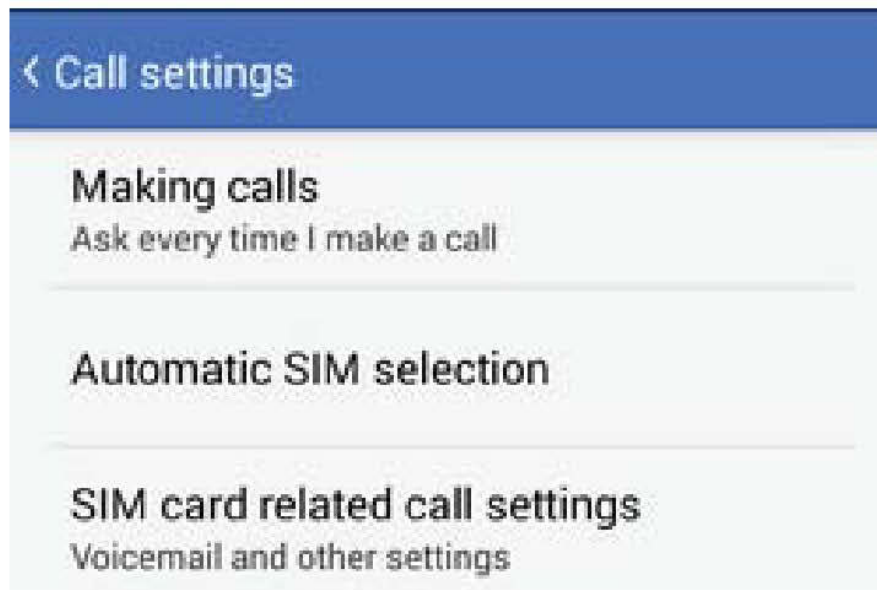 Call settings
Making calls
Ask every time I make a call
Automatic SIM selection
SIM card related call settings
Voicemail and other settings